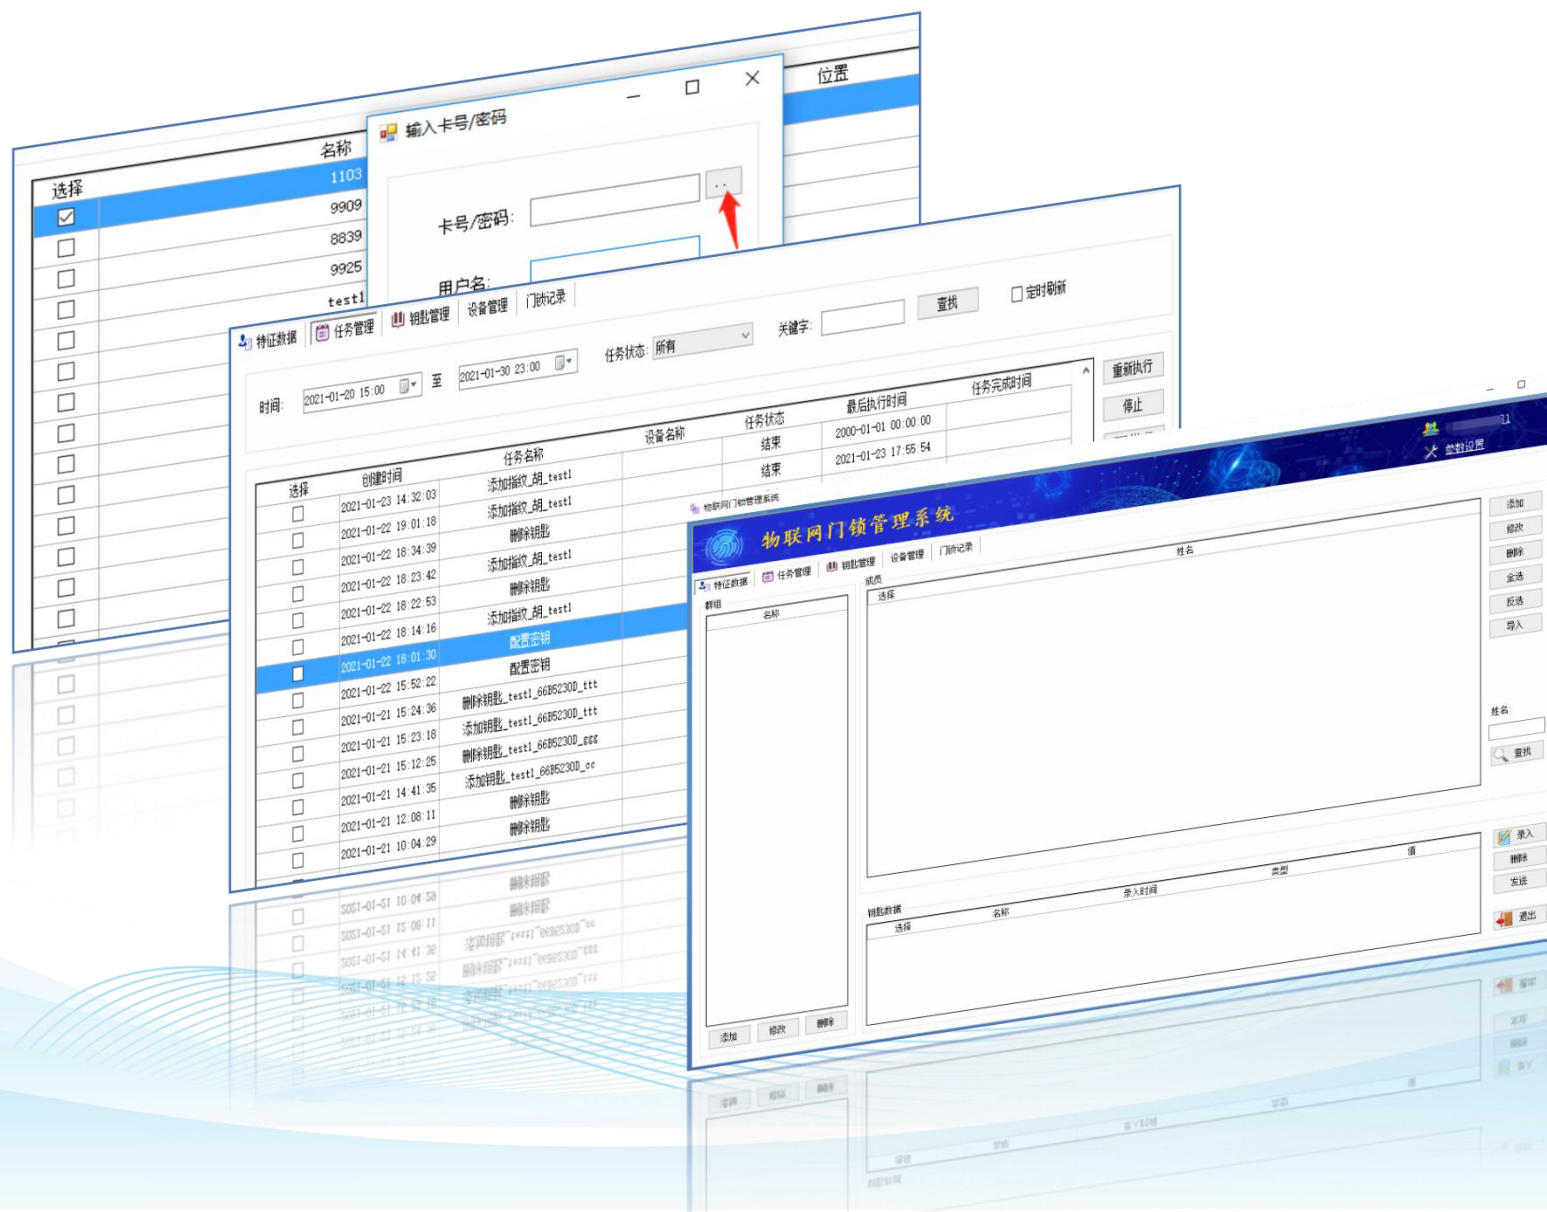 位置
名称
选择
1103
9909
8839
9925
test1
输入卡号/密码
卡号/密码:
..
用户名:
特征数据 任务管理 钥匙管理 设备管理 门锁记录
时间: 2021-01-20 15:00 至 2021-01-30 23:00 任务状态: 所有 关键字: 查找 定时刷新
重新执行
停止
选择 创建时间 任务名称 设备名称 任务状态 最后执行时间 任务完成时间
2021-01-23 14:32:03 添加指纹_胡_test1 结束 2000-01-01 00:00:00
2021-01-22 19:01:18 添加指纹_胡_test1 结束 2021-01-23 17:55:54
2021-01-22 18:34:39 删除钥匙
2021-01-22 18:23:42 添加指纹_胡_test1
2021-01-22 18:22:53 删除钥匙
2021-01-22 18:14:16 添加指纹_胡_test1
2021-01-22 18:01:30 配置密钥
2021-01-22 15:52:22 配置密钥
2021-01-21 15:24:36 删除钥匙_test1_66B5230D_ttt
2021-01-21 15:23:18 添加钥匙_test1_66B5230D_ttt
2021-01-21 15:12:25 删除钥匙_test1_66B5230D_ggg
2021-01-21 14:41:35 添加钥匙_test1_66B5230D_cc
2021-01-21 12:08:11 删除钥匙
2021-01-21 10:04:29 删除钥匙
物联网门锁管理系统
物联网门锁管理系统
参数设置
特征数据 任务管理 钥匙管理 设备管理 门锁记录
群组
名称
成员
选择 姓名
添加
修改
删除
全选
反选
导入
姓名:
查找
钥匙数据
选择 名称 录入时间 类型 值
录入
删除
发送
退出
添加 修改 删除